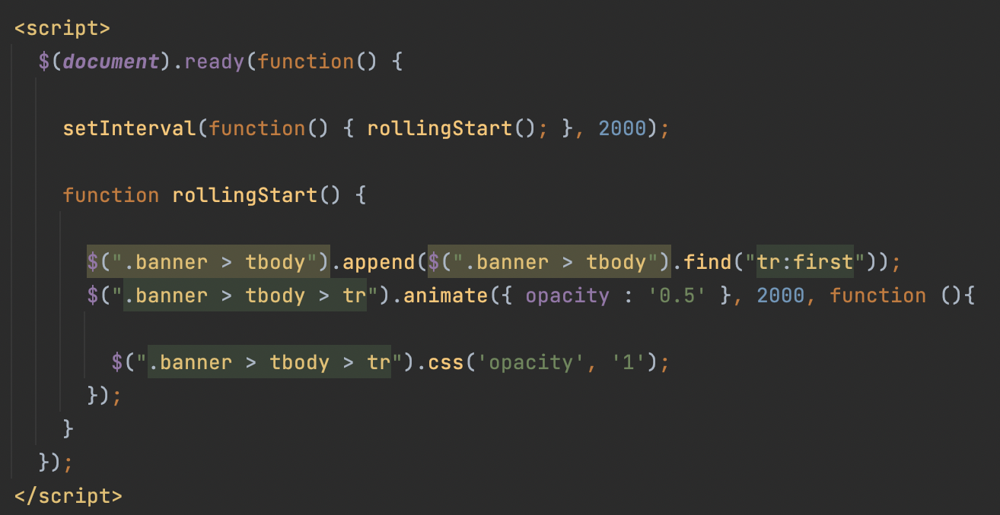 <script>
$(document).ready(function() {
setInterval(function() { rollingStart(); }, 2000);
function rollingStart() {
$(".banner > tbody").append($(".banner > tbody").find("tr:first"));
$(".banner > tbody > tr").animate({ opacity : '0.5' }, 2000, function (){
$(".banner > tbody > tr").css('opacity', '1');
});
}
});
</script>